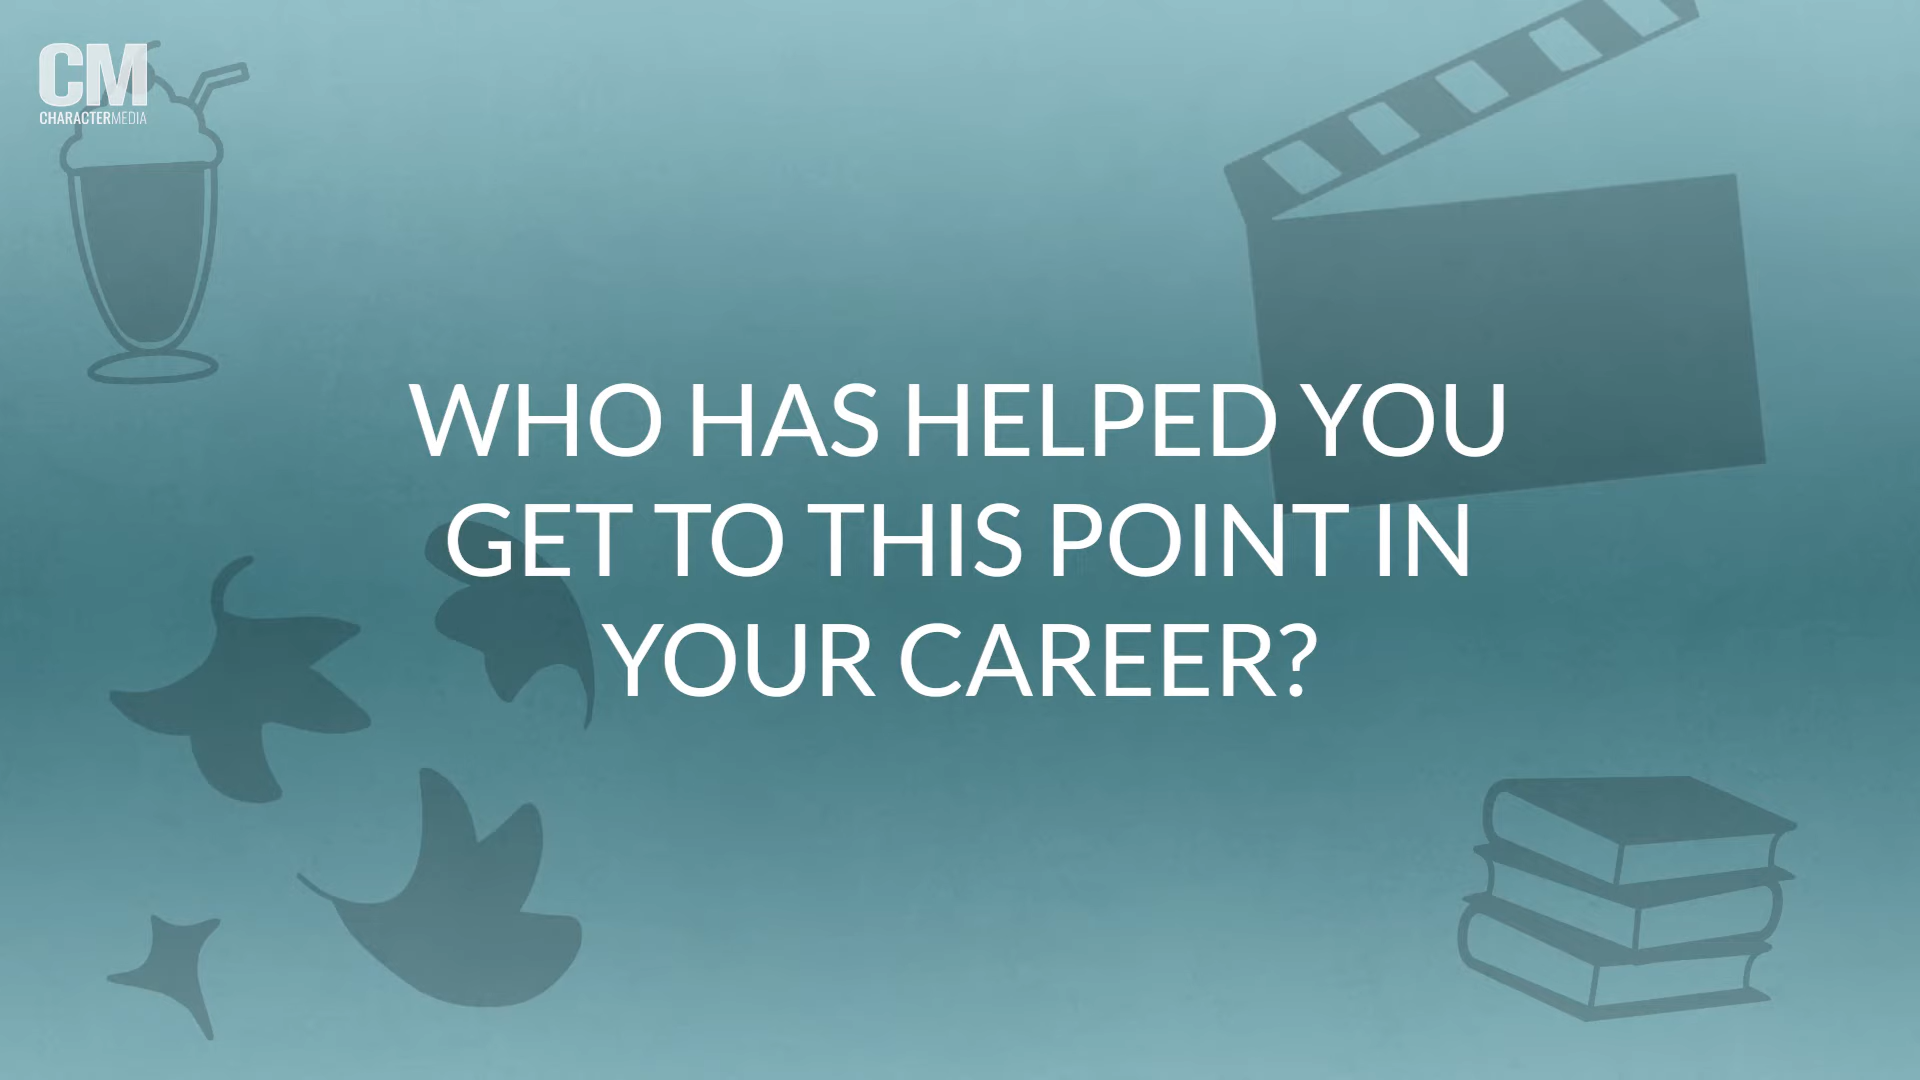 CM
CHARACTERMEDIA
WHO HAS HELPED YOU
GET TO THIS POINT IN
YOUR CAREER?